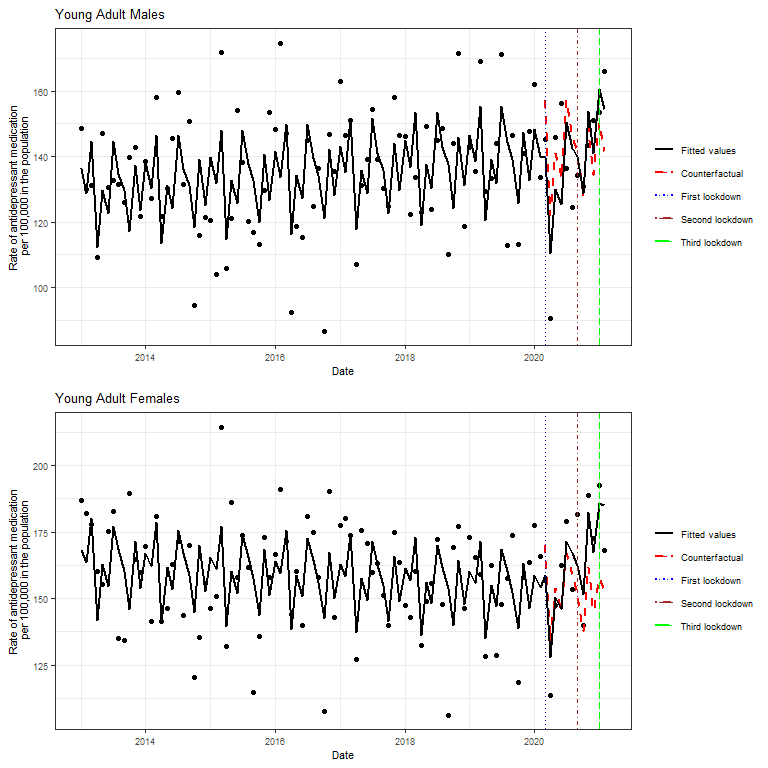 Young Adult Males
Rate of antidepressant medication
per 100,000 in the population
160
140
120
100
2014
2016
2018
2020
Date
Fitted values
Counterfactual
First lockdown
Second lockdown
Third lockdown
Young Adult Females
Rate of antidepressant medication
per 100,000 in the population
200
175
150
125
2014
2016
2018
2020
Date
Fitted values
Counterfactual
First lockdown
Second lockdown
Third lockdown